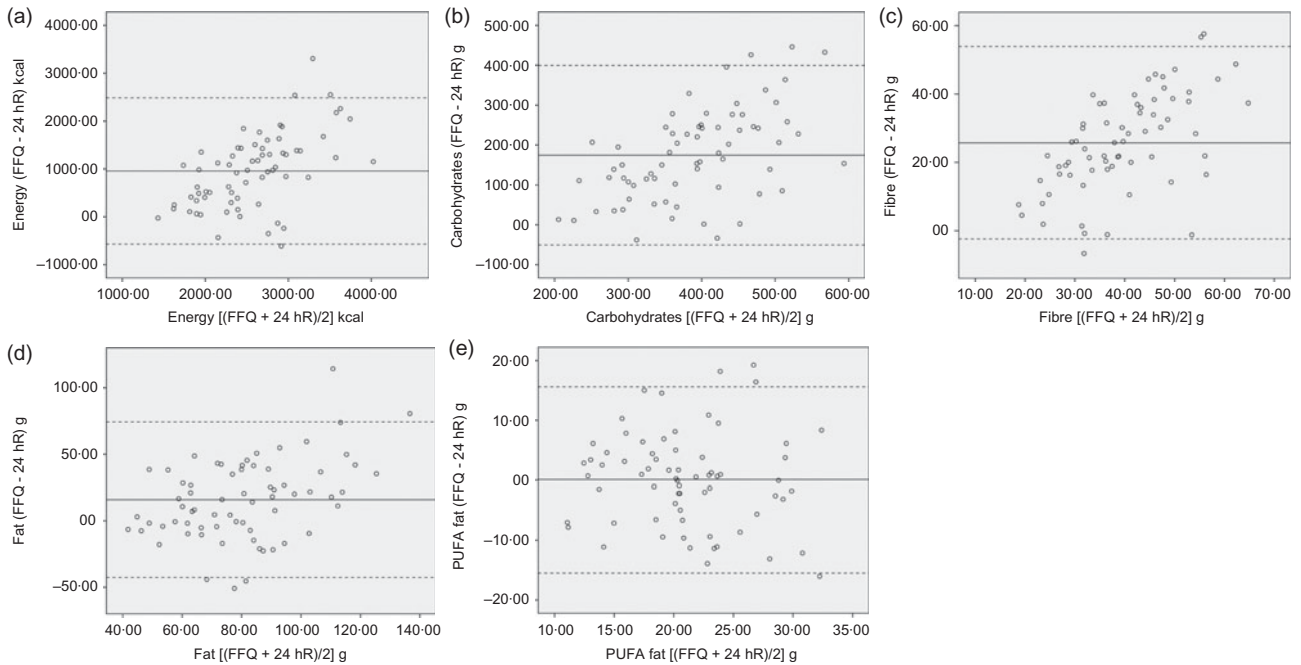 (a)
4000·00
3000·00
2000·00
1000·00
00
–1000·00
Energy (FFQ - 24 hR) kcal
1000·00 2000·00 3000·00 4000·00
Energy [(FFQ + 24 hR)/2] kcal
(b)
500·00
400·00
300·00
200·00
100·00
00
–100·00
Carbohydrates (FFQ - 24 hR) g
200·00 300·00 400·00 500·00 600·00
Carbohydrates [(FFQ + 24 hR)/2] g
(c)
60·00
40·00
20·00
00
Fibre (FFQ - 24 hR) g
10·00 20·00 30·00 40·00 50·00 60·00 70·00
Fibre [(FFQ + 24 hR)/2] g
(d)
100·00
50·00
00
–50·00
Fat (FFQ - 24 hR) g
40·00 60·00 80·00 100·00 120·00 140·00
Fat [(FFQ + 24 hR)/2] g
(e)
20·00
10·00
00
–10·00
–20·00
PUFA fat (FFQ - 24 hR) g
10·00 15·00 20·00 25·00 30·00 35·00
PUFA fat [(FFQ + 24 hR)/2] g